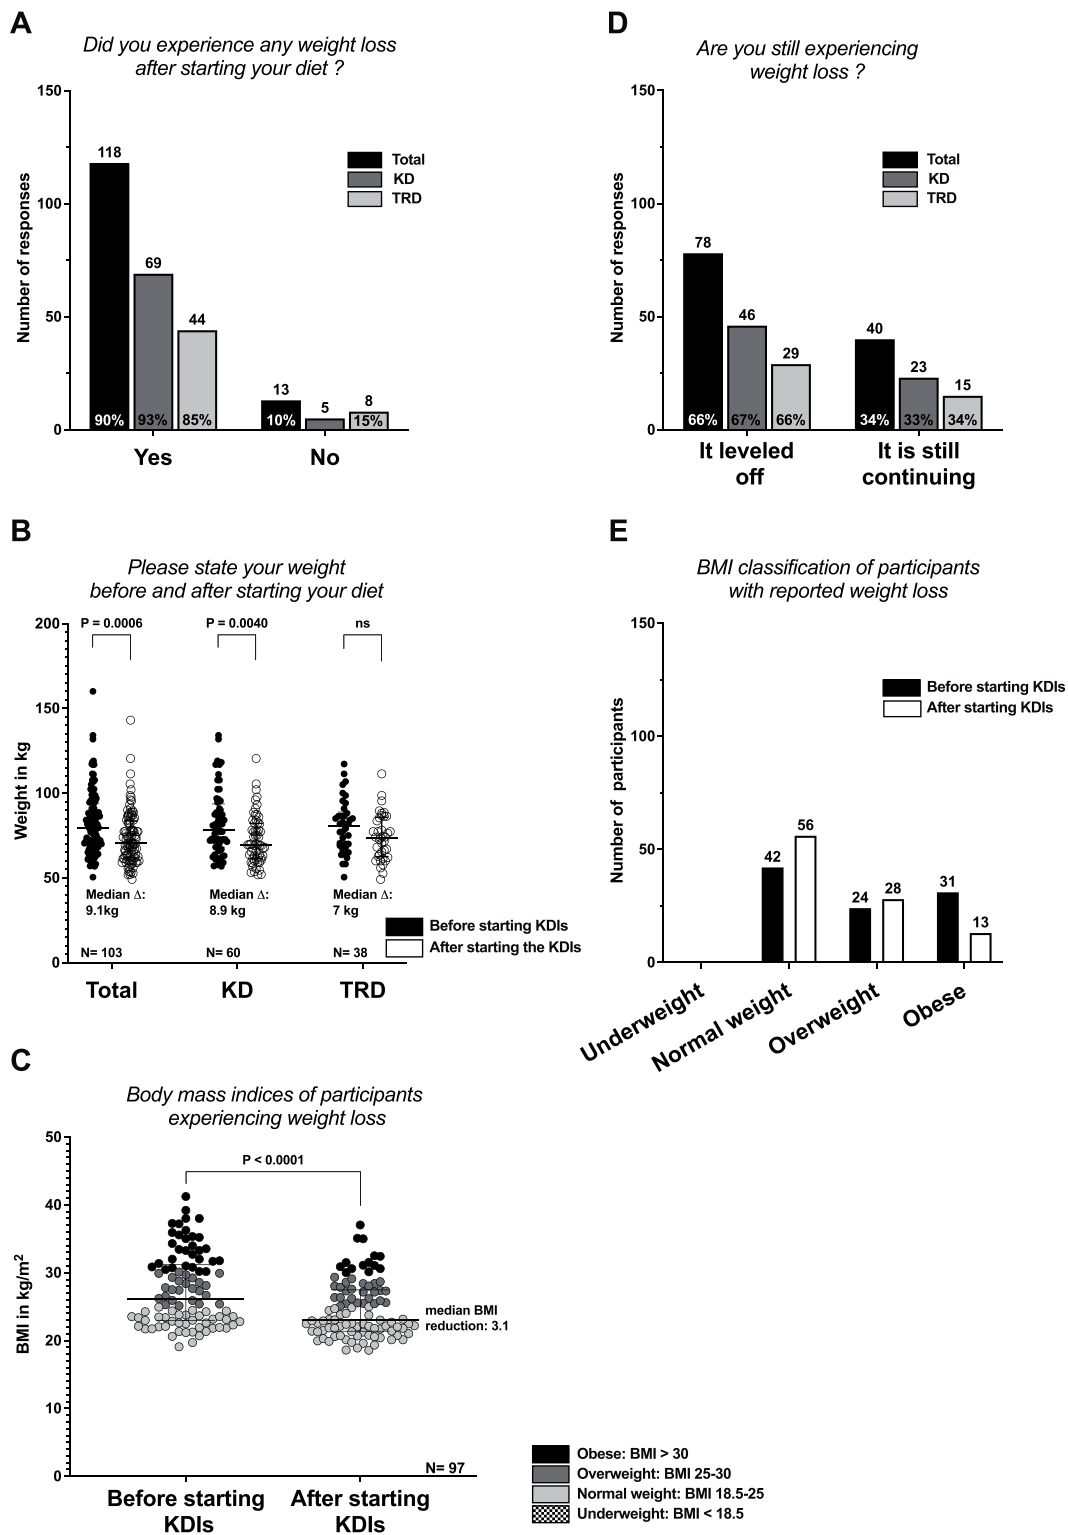 A
Did you experience any weight loss
after starting your diet ?
150
100
50
0
Number of responses
Total
KD
TRD
118
69
44
13
5
8
90%
93%
85%
10%
15%
Yes
No
D
Are you still experiencing
weight loss ?
150
100
50
0
Number of responses
Total
KD
TRD
78
46
29
40
23
15
66%
67%
66%
34%
33%
34%
It leveled
off
It is still
continuing
B
Please state your weight
before and after starting your diet
200
150
100
50
0
Weight in kg
P = 0.0006
P = 0.0040
ns
Median Δ:
9.1kg
Median Δ:
8.9 kg
Median Δ:
7 kg
Before starting KDIs
After starting the KDIs
N= 103
N= 60
N= 38
Total
KD
TRD
E
BMI classification of participants
with reported weight loss
150
100
50
0
Number of participants
Before starting KDIs
After starting KDIs
42
56
24
28
31
13
Underweight
Normal weight
Overweight
Obese
C
Body mass indices of participants
experiencing weight loss
50
40
30
20
10
0
BMI in kg/m²
P < 0.0001
median BMI
reduction: 3.1
N= 97
Before starting
KDIs
After starting
KDIs
Obese: BMI > 30
Overweight: BMI 25-30
Normal weight: BMI 18.5-25
Underweight: BMI < 18.5